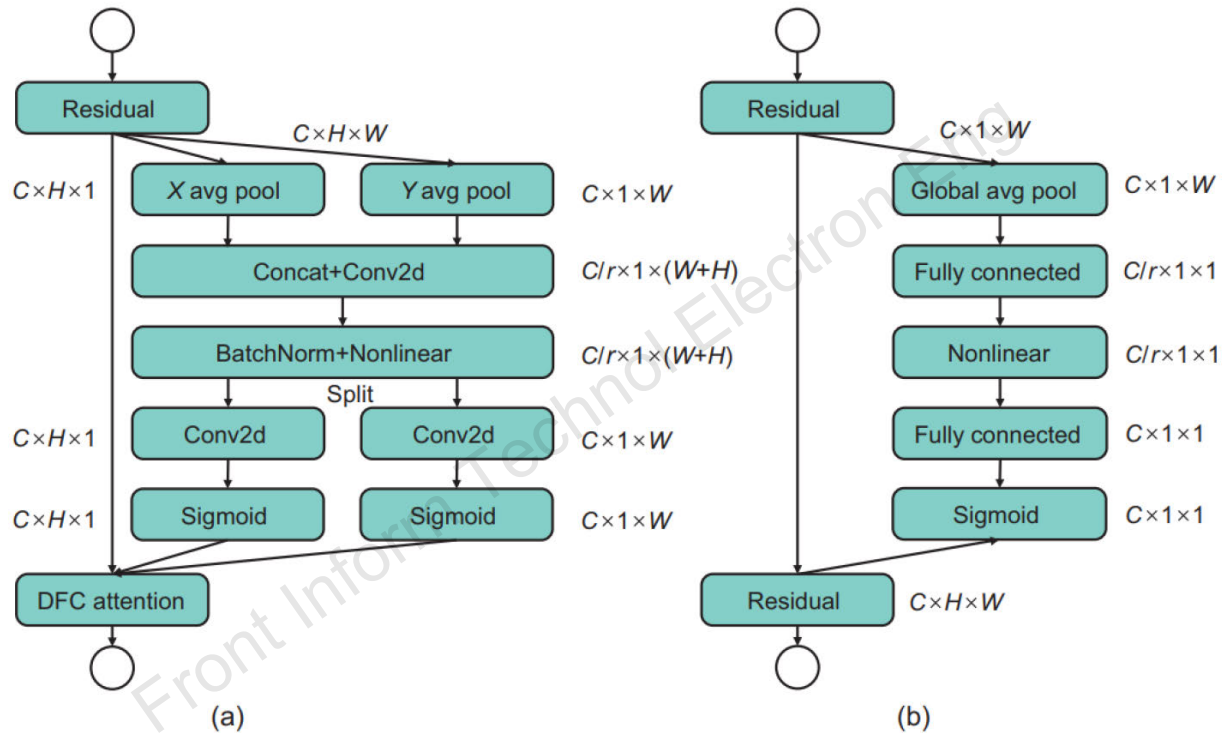 Residual
C×H×W
C×H×1
X avg pool
Y avg pool
C×1×W
Concat+Conv2d
C/r×1×(W+H)
BatchNorm+Nonlinear
C/r×1×(W+H)
Split
C×H×1
Conv2d
Conv2d
C×1×W
C×H×1
Sigmoid
Sigmoid
C×1×W
DFC attention
(a)
Residual
C×1×W
Global avg pool
C×1×W
Fully connected
C/r×1×1
Nonlinear
C/r×1×1
Fully connected
C×1×1
Sigmoid
C×1×1
Residual
C×H×W
(b)
Front Inform Technol Electron Eng